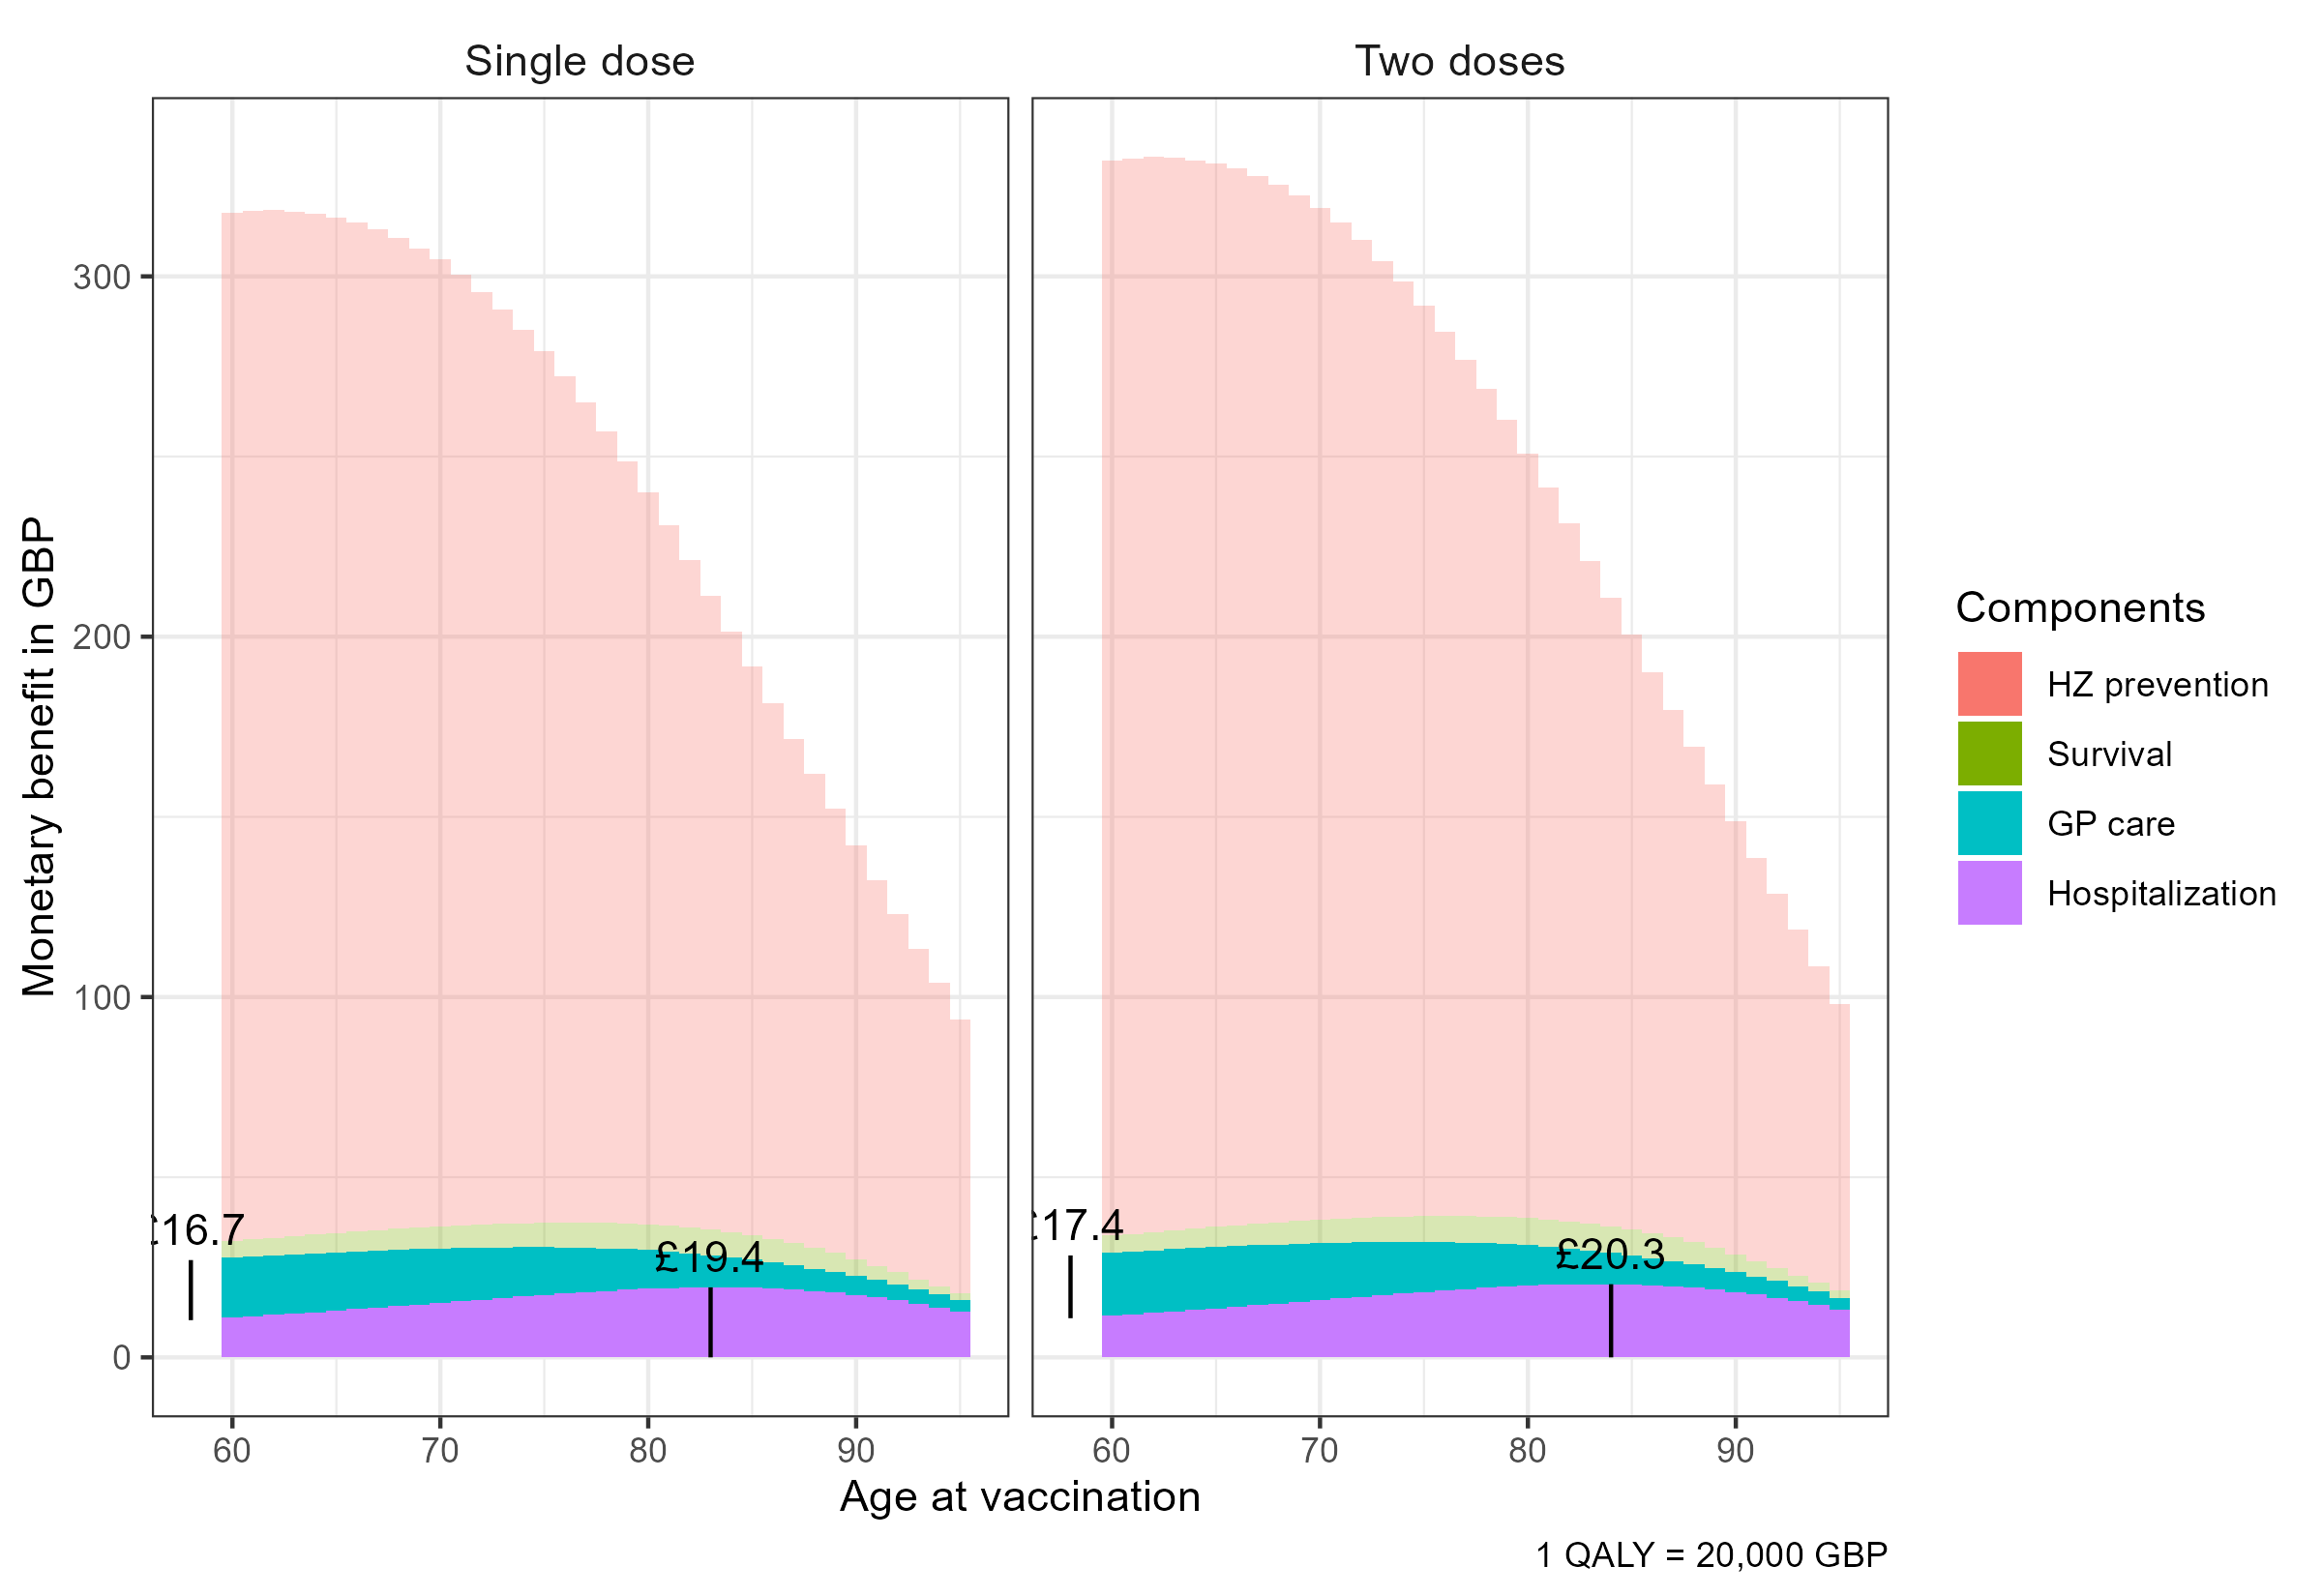 Single dose
Two doses
Monetary benefit in GBP
300
200
100
0
£16.7
£19.4
£17.4
£20.3
60
70
80
90
60
70
80
90
Age at vaccination
1 QALY = 20,000 GBP
Components
HZ prevention
Survival
GP care
Hospitalization